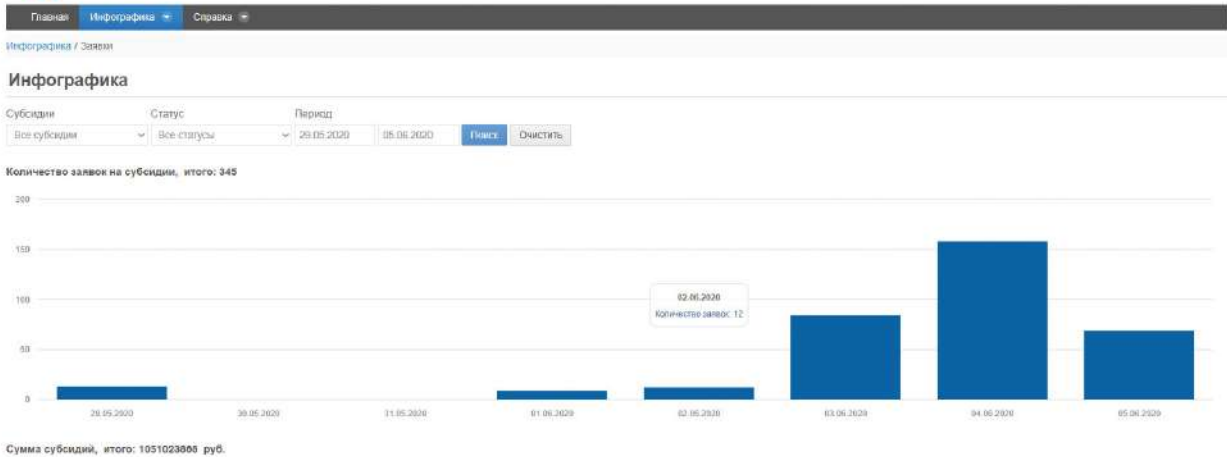 Главная Инфографика Справка
Инфографика / Заявки
Инфографика
Субсидии Статус Период
Все субсидии Все статусы 29.05.2020 05.06.2020 Поиск Очистить
Количество заявок на субсидии, итого: 345
200
150
100
50
0
02.06.2020
Количество заявок: 12
29.05.2020 30.05.2020 31.05.2020 01.06.2020 02.06.2020 03.06.2020 04.06.2020 05.06.2020
Сумма субсидий, итого: руб.